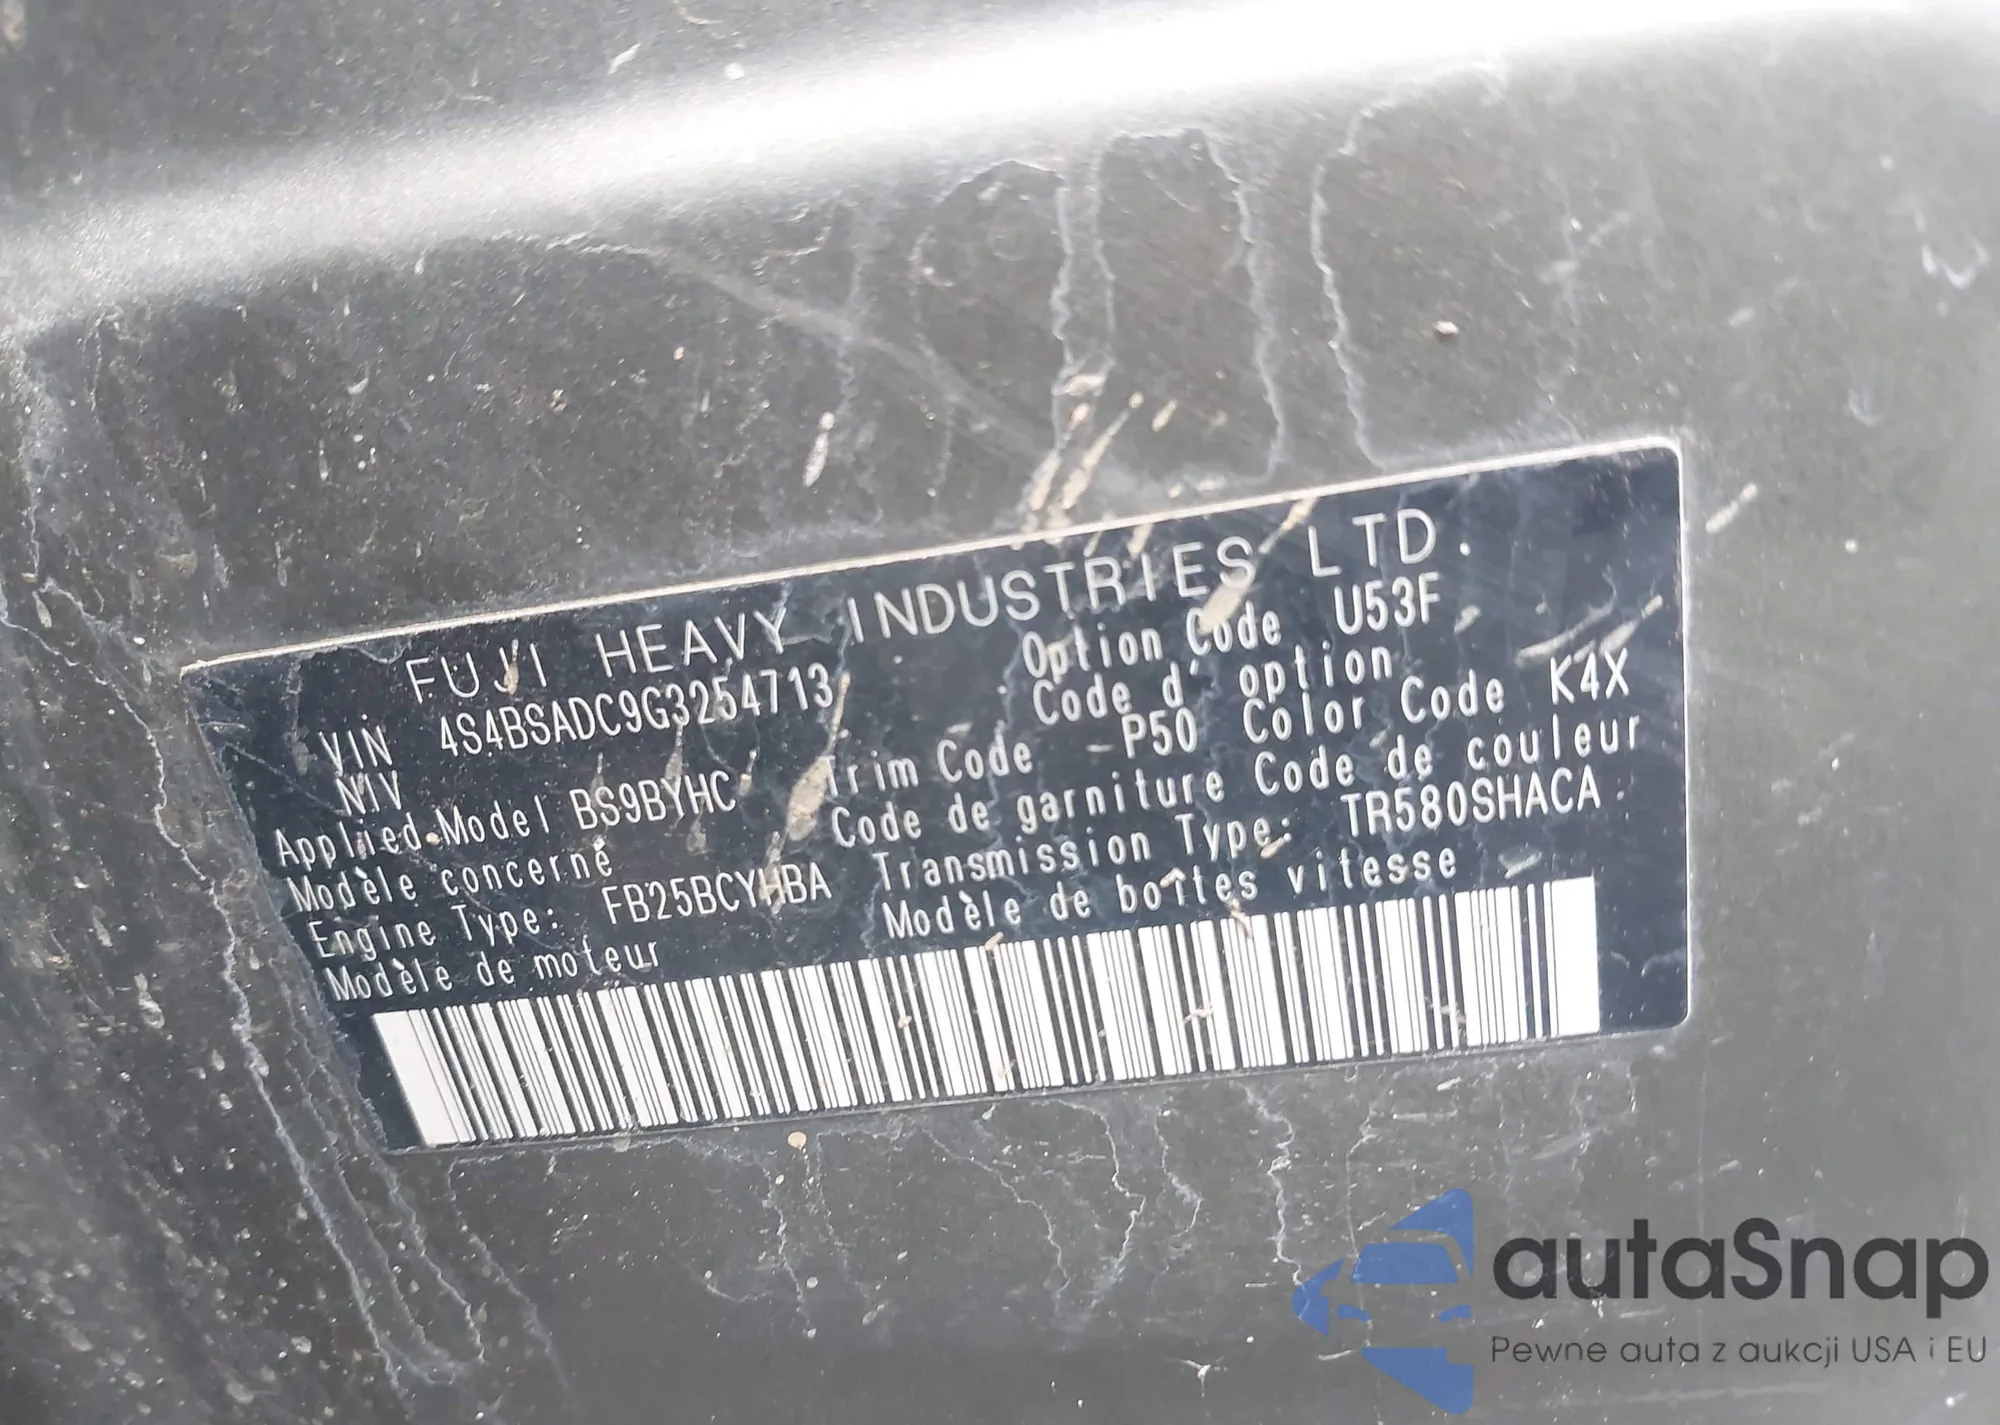 FUJI HEAVY INDUSTRIES LTD.
VIN 4S4BSADC9G3254713 Option Code U53F
NIV Code d'option
Applied Model BS9BYHC Trim Code P50 Color Code K4X
Modèle concerné Code de garniture Code de couleur
Engine Type: FB25BCYHBA Transmission Type: TR580SHACA
Modèle de moteur Modèle de boîtes vitesse
autaSnap
Pewne auta z aukcji USA i EU